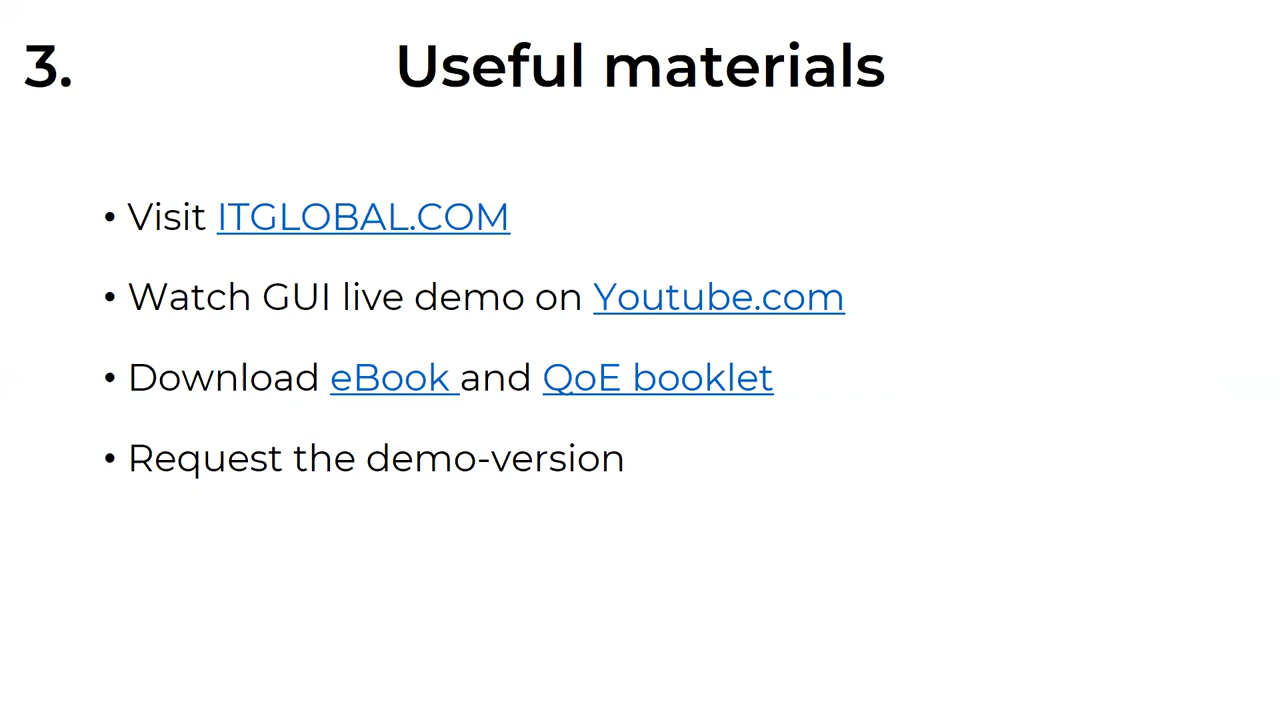 3. Useful materials
• Visit ITGLOBAL.COM
• Watch GUI live demo on Youtube.com
• Download eBook and QoE booklet
• Request the demo-version